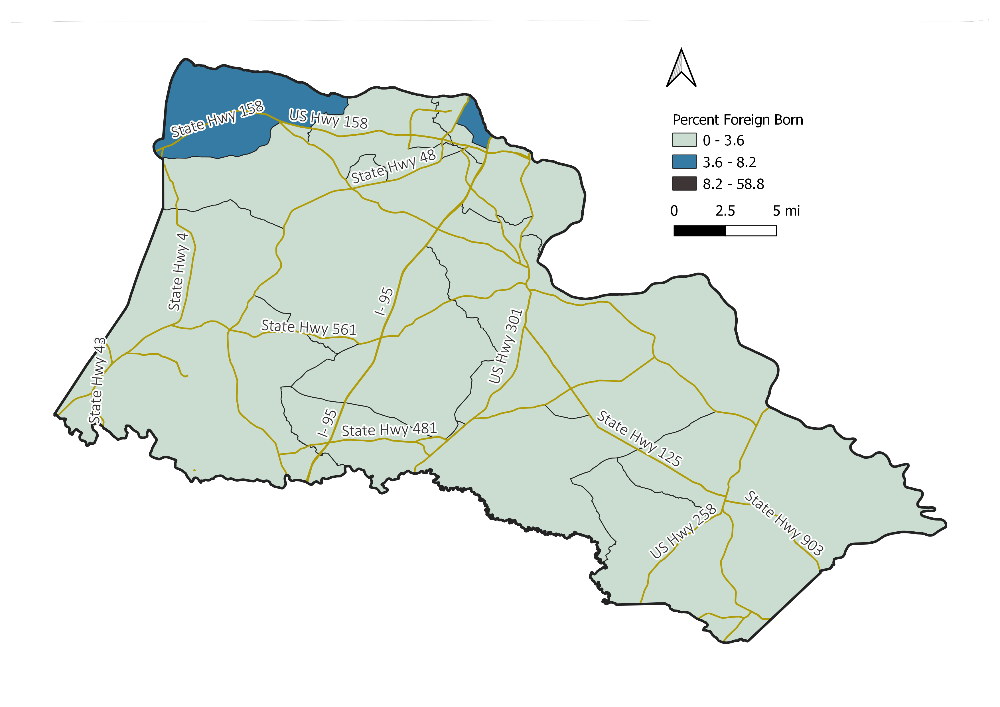 Percent Foreign Born
0 - 3.6
3.6 - 8.2
8.2 - 58.8
0 2.5 5 mi
State Hwy 158
US Hwy 158
State Hwy 48
State Hwy 4
I- 95
State Hwy 561
US Hwy 301
State Hwy 43
I- 95
State Hwy 481
State Hwy 125
State Hwy 903
US Hwy 258